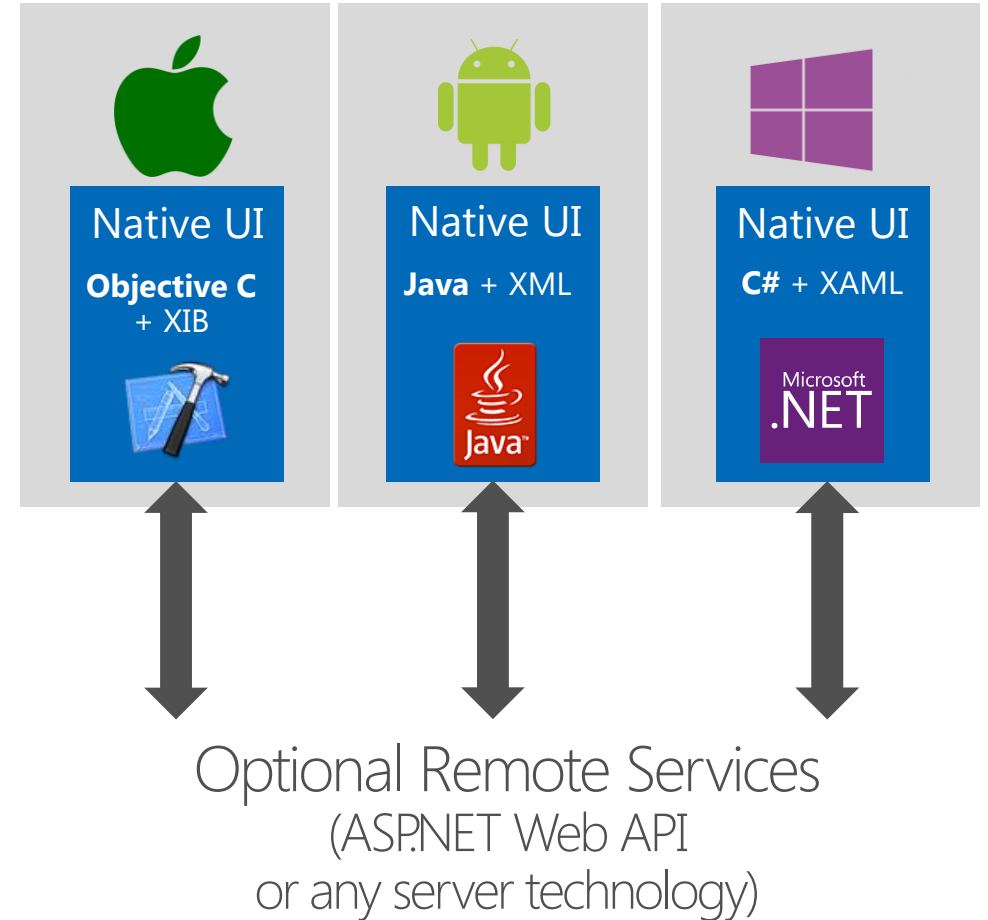 Native UI
Objective C
+ XIB
Native UI
Java + XML
Java™
Native UI
C# + XAML
Microsoft
.NET
Optional Remote Services
(ASP.NET Web API
or any server technology)